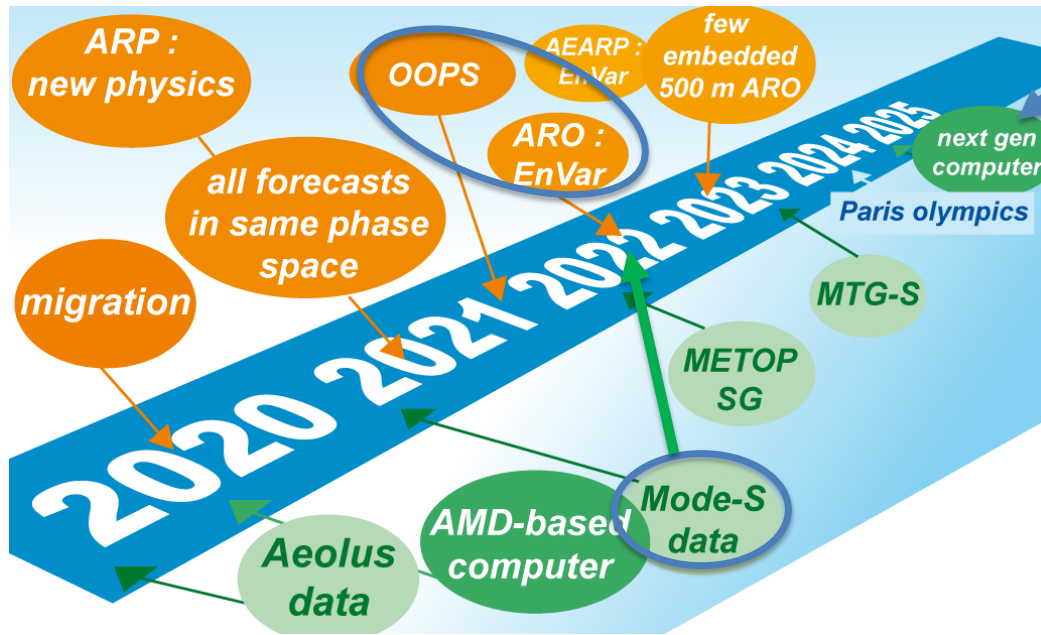 ARP :
new physics
OOPS
AEARP :
EnVar
few
embedded
500 m ARO
ARO :
EnVar
all forecasts
in same phase
space
migration
2020 2021 2022 2023 2024 2025
next gen
computer
Paris olympics
MTG-S
METOP
SG
Mode-S
data
AMD-based
computer
Aeolus
data